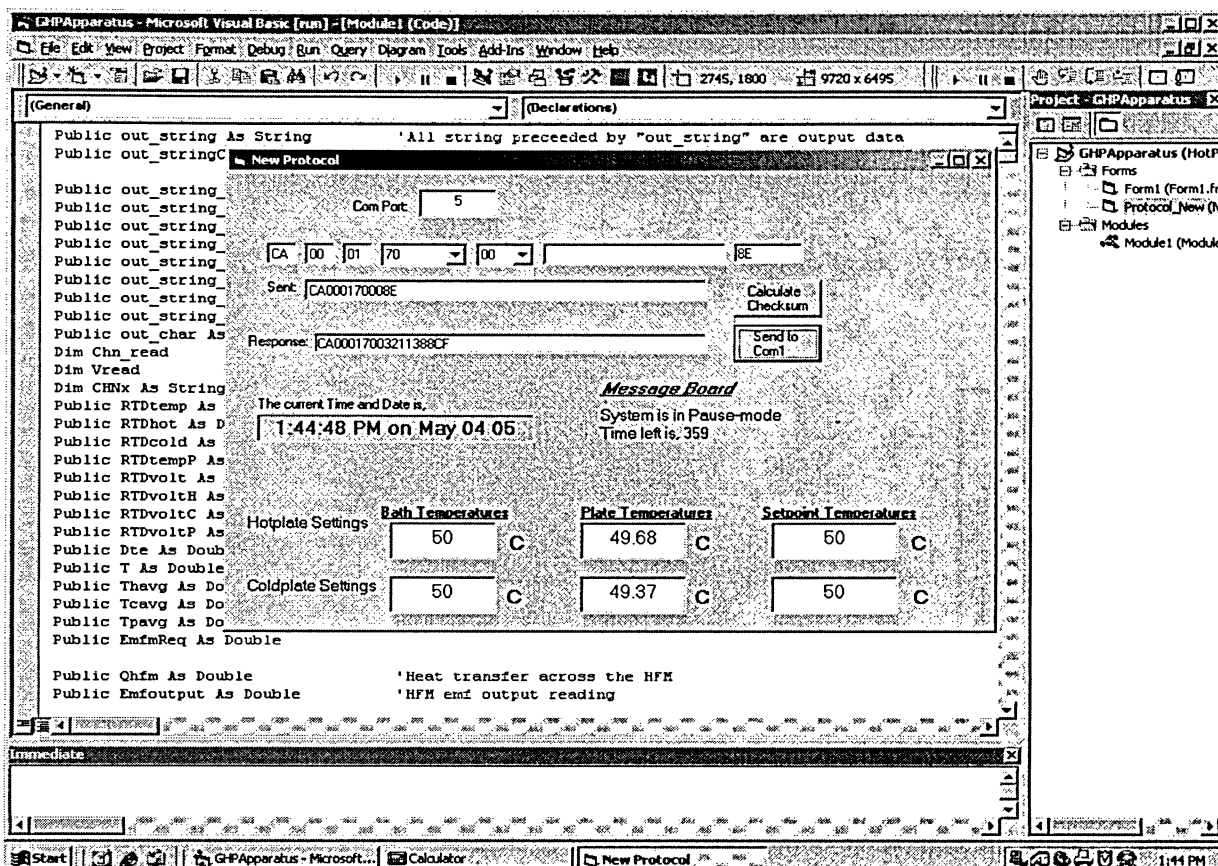 GHPApparatus - Microsoft Visual Basic [run] - [Module1 (Code)]
File Edit View Project Format Debug Run Query Diagram Tools Add-Ins Window Help
2745, 1800 9720 x 6495
(General) (Declarations)
Project - GHPApparatus
Public out_string As String 'All string preceeded by "out_string" are output data
Public out_stringC
New Protocol
GHPApparatus (HotP
Forms
Form1 (Form1.fr
Protocol_New (N
Modules
Module1 (Module
Public out_string_
Public out_string_
Public out_string_
Public out_string_
Public out_string_
Public out_string_
Public out_string_
Public out_string_
Public out_char As
Dim Chn_read
Dim Vread
Dim CHNx As String
Public RTDtemp As
Public RTDhot As D
Public RTDcold As
Public RTDtempP As
Public RTDvolt As
Public RTDvoltH As
Public RTDvoltC As
Public RTDvoltP As
Public Dte As Doub
Public T As Double
Public Thavg As Do
Public Tcavg As Do
Public Tpavg As Do
Public EmfmReq As Double
Public Qhfm As Double 'Heat transfer across the HFM
Public Emfoutput As Double 'HFM emf output reading
Com Port: 5
CA 00 01 70 00 8E
Sent: CA000170008E
Calculate Checksum
Response: CA00017003211388CF
Send to Com1
Message Board
The current Time and Date is,
System is in Pause-mode
1:44:48 PM on May 04 05
Time left is, 359
Bath Temperatures Plate Temperatures Setpoint Temperatures
Hotplate Settings 50 C 49.68 C 50 C
Coldplate Settings 50 C 49.37 C 50 C
Immediate
Start GHPApparatus - Microsoft... Calculator New Protocol 1:44 PM